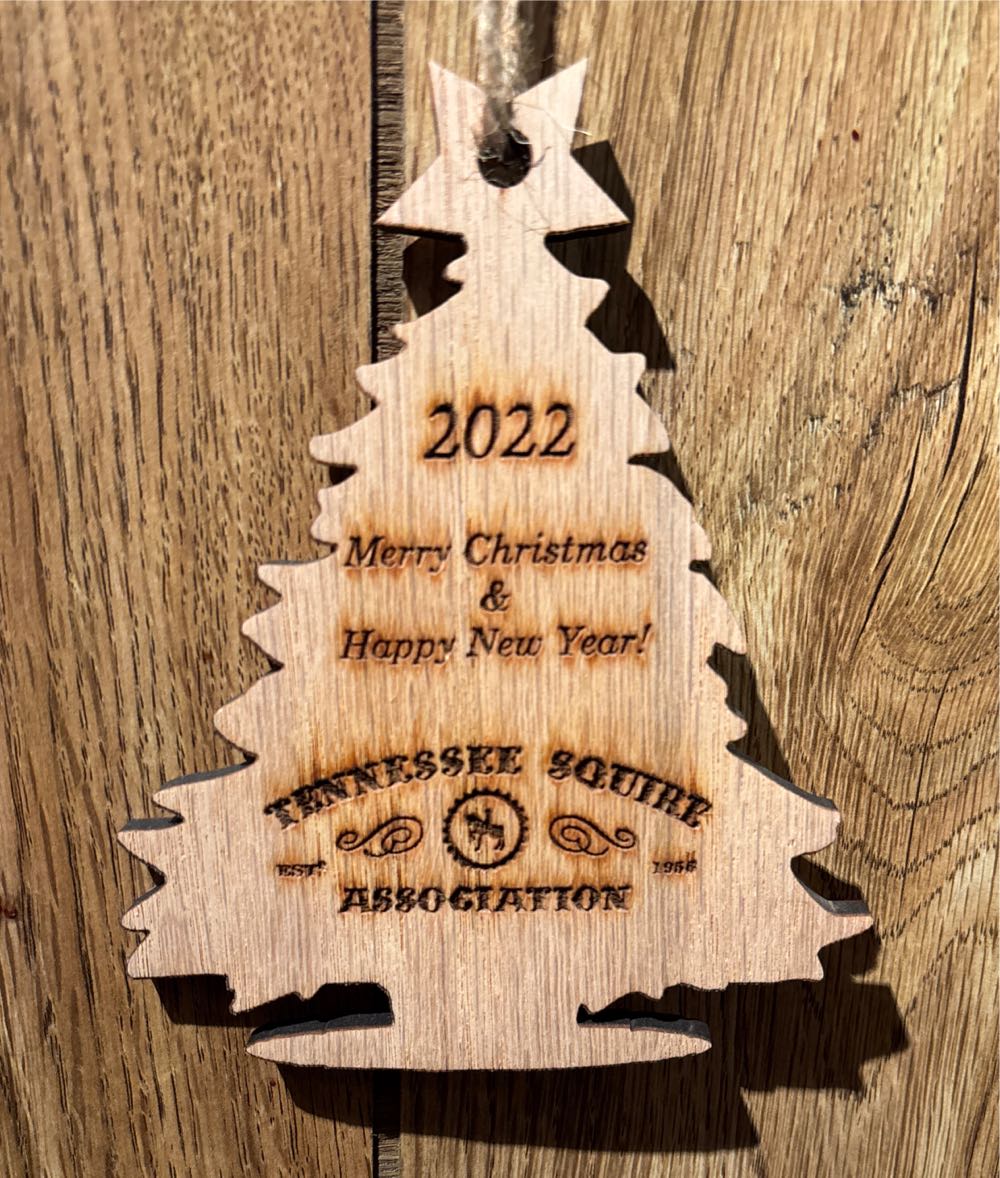 2022
Merry Christmas
&
Happy New Year!
TENNESSEE SQUIRE
EST. 1956
ASSOCIATION